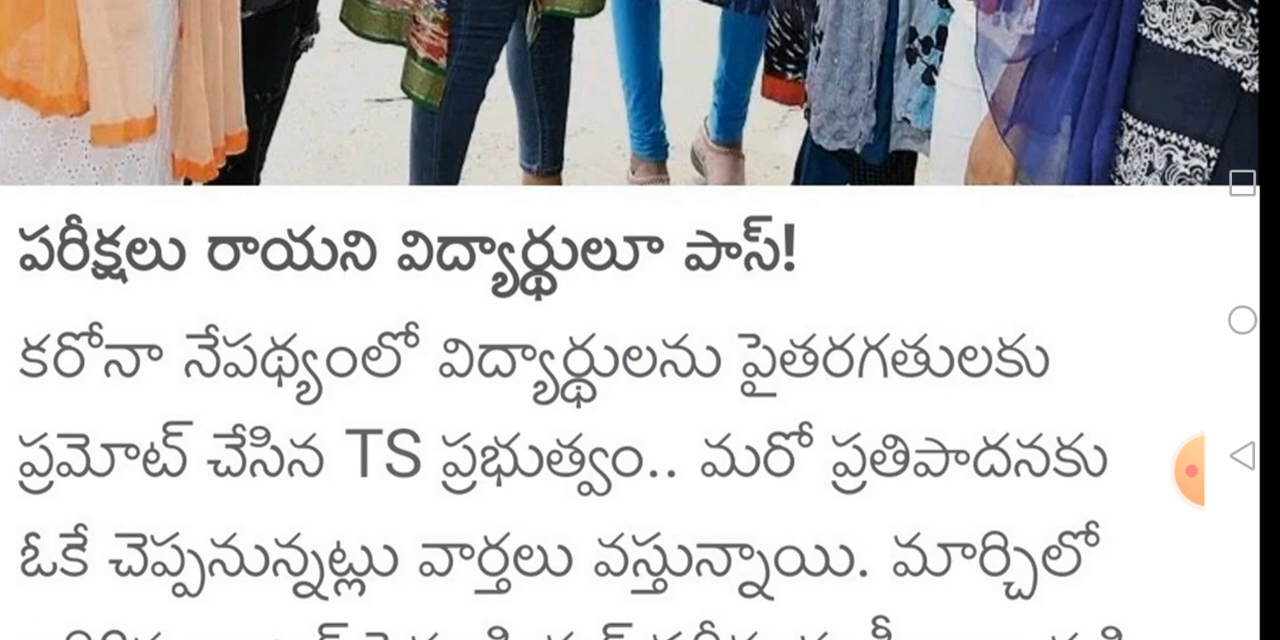 పరీక్షలు రాయని విద్యార్థులూ పాస్!
కరోనా నేపథ్యంలో విద్యార్థులను పైతరగతులకు
ప్రమోట్ చేసిన TS ప్రభుత్వం.. మరో ప్రతిపాదనకు
ఓకే చెప్పనున్నట్లు వార్తలు వస్తున్నాయి. మార్చిలో